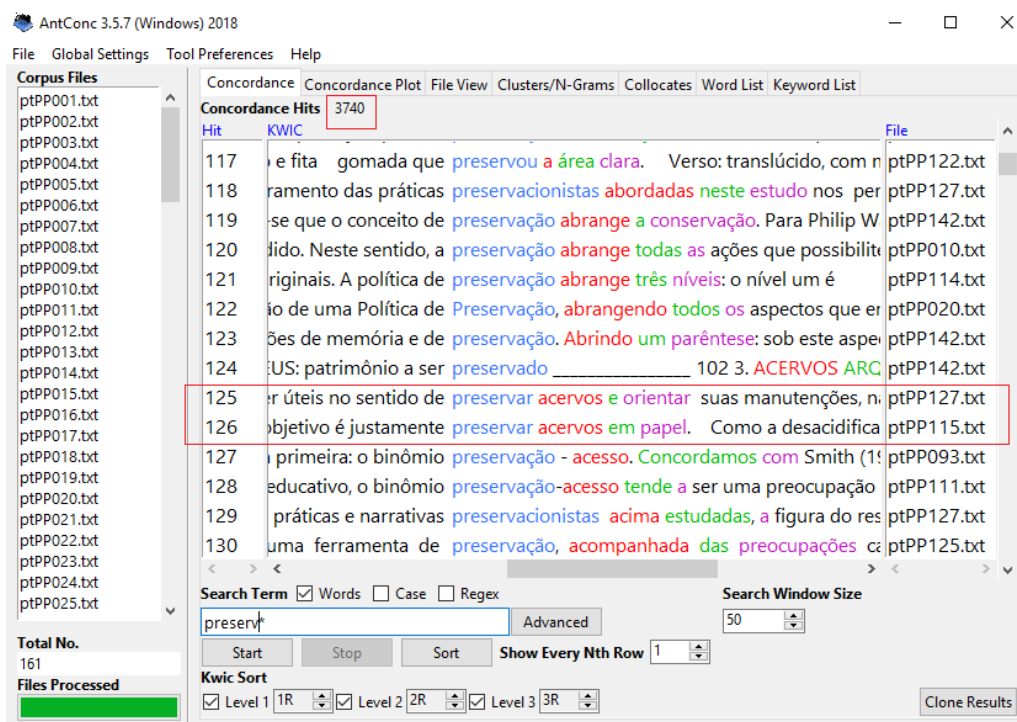 AntConc 3.5.7 (Windows) 2018
File Global Settings Tool Preferences Help
Corpus Files
ptPP001.txt
ptPP002.txt
ptPP003.txt
ptPP004.txt
ptPP005.txt
ptPP006.txt
ptPP007.txt
ptPP008.txt
ptPP009.txt
ptPP010.txt
ptPP011.txt
ptPP012.txt
ptPP013.txt
ptPP014.txt
ptPP015.txt
ptPP016.txt
ptPP017.txt
ptPP018.txt
ptPP019.txt
ptPP020.txt
ptPP021.txt
ptPP022.txt
ptPP023.txt
ptPP024.txt
ptPP025.txt
Total No.
161
Files Processed
Concordance Concordance Plot File View Clusters/N-Grams Collocates Word List Keyword List
Concordance Hits 3740
Hit KWIC File
117 e fita gomada que preservou a área clara. Verso: translúcido, com ptPP122.txt
118 ramento das práticas preservacionistas abordadas neste estudo nos per ptPP127.txt
119 -se que o conceito de preservação abrange a conservação. Para Philip W ptPP142.txt
120 dido. Neste sentido, a preservação abrange todas as ações que possibilite ptPP010.txt
121 riginais. A política de preservação abrange três níveis: o nível um é ptPP114.txt
122 ão de uma Política de Preservação, abrangendo todos os aspectos que er ptPP020.txt
123 ões de memória e de preservação. Abrindo um parêntese: sob este aspe ptPP142.txt
124 EUS: patrimônio a ser preservado ________________ 102 3. ACERVOS ARQ ptPP142.txt
125 er úteis no sentido de preservar acervos e orientar suas manutenções, na ptPP127.txt
126 objetivo é justamente preservar acervos em papel. Como a desacidifica ptPP115.txt
127 primeira: o binômio preservação - acesso. Concordamos com Smith (19 ptPP093.txt
128 educativo, o binômio preservação-acesso tende a ser uma preocupação ptPP111.txt
129 práticas e narrativas preservacionistas acima estudadas, a figura do res ptPP127.txt
130 uma ferramenta de preservação, acompanhada das preocupações ca ptPP125.txt
Search Term Words Case Regex Search Window Size
preserv* Advanced 50
Start Stop Sort Show Every Nth Row 1
Kwic Sort
Level 1 1R Level 2 2R Level 3 3R Clone Results